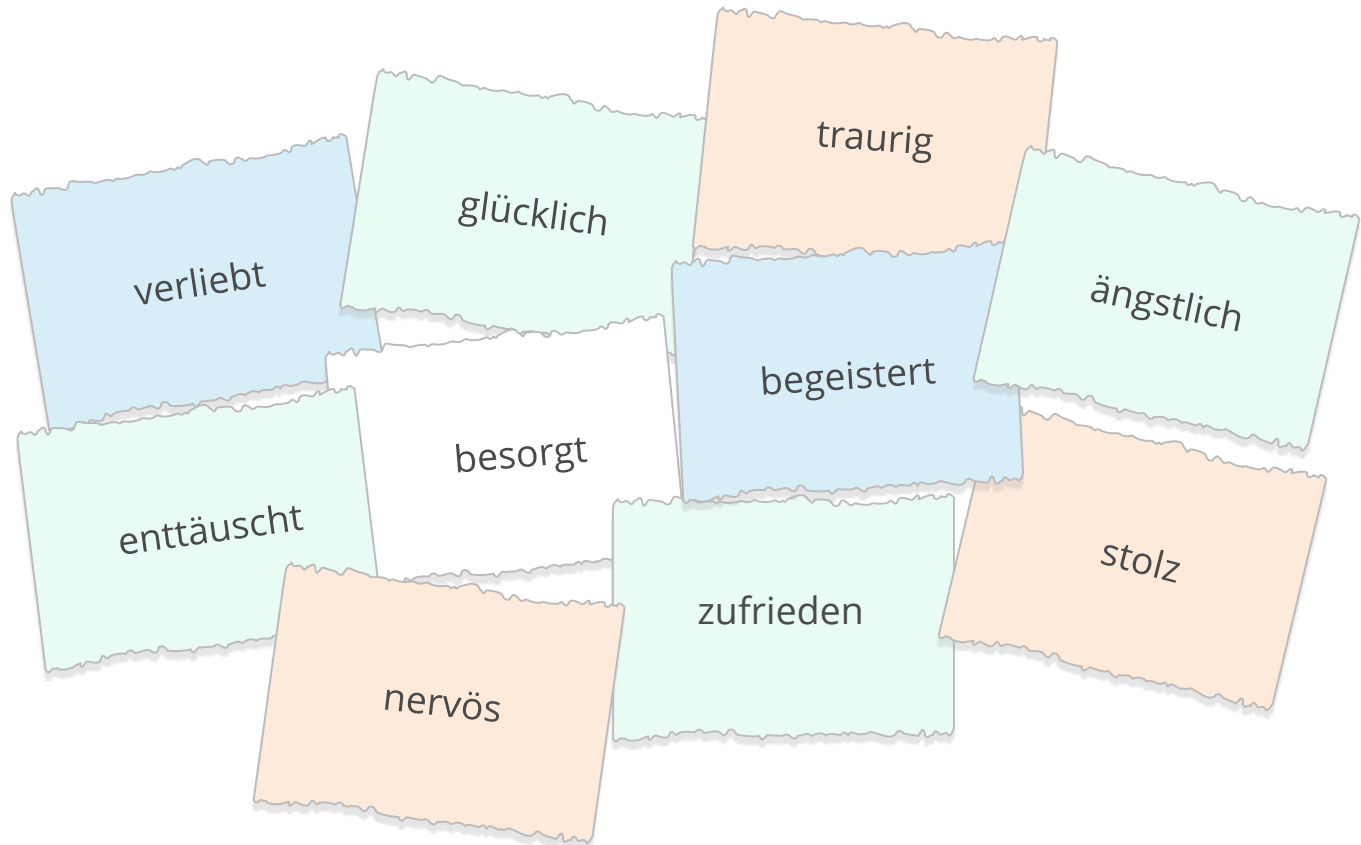 traurig
glücklich
verliebt
ängstlich
begeistert
besorgt
enttäuscht
stolz
zufrieden
nervös